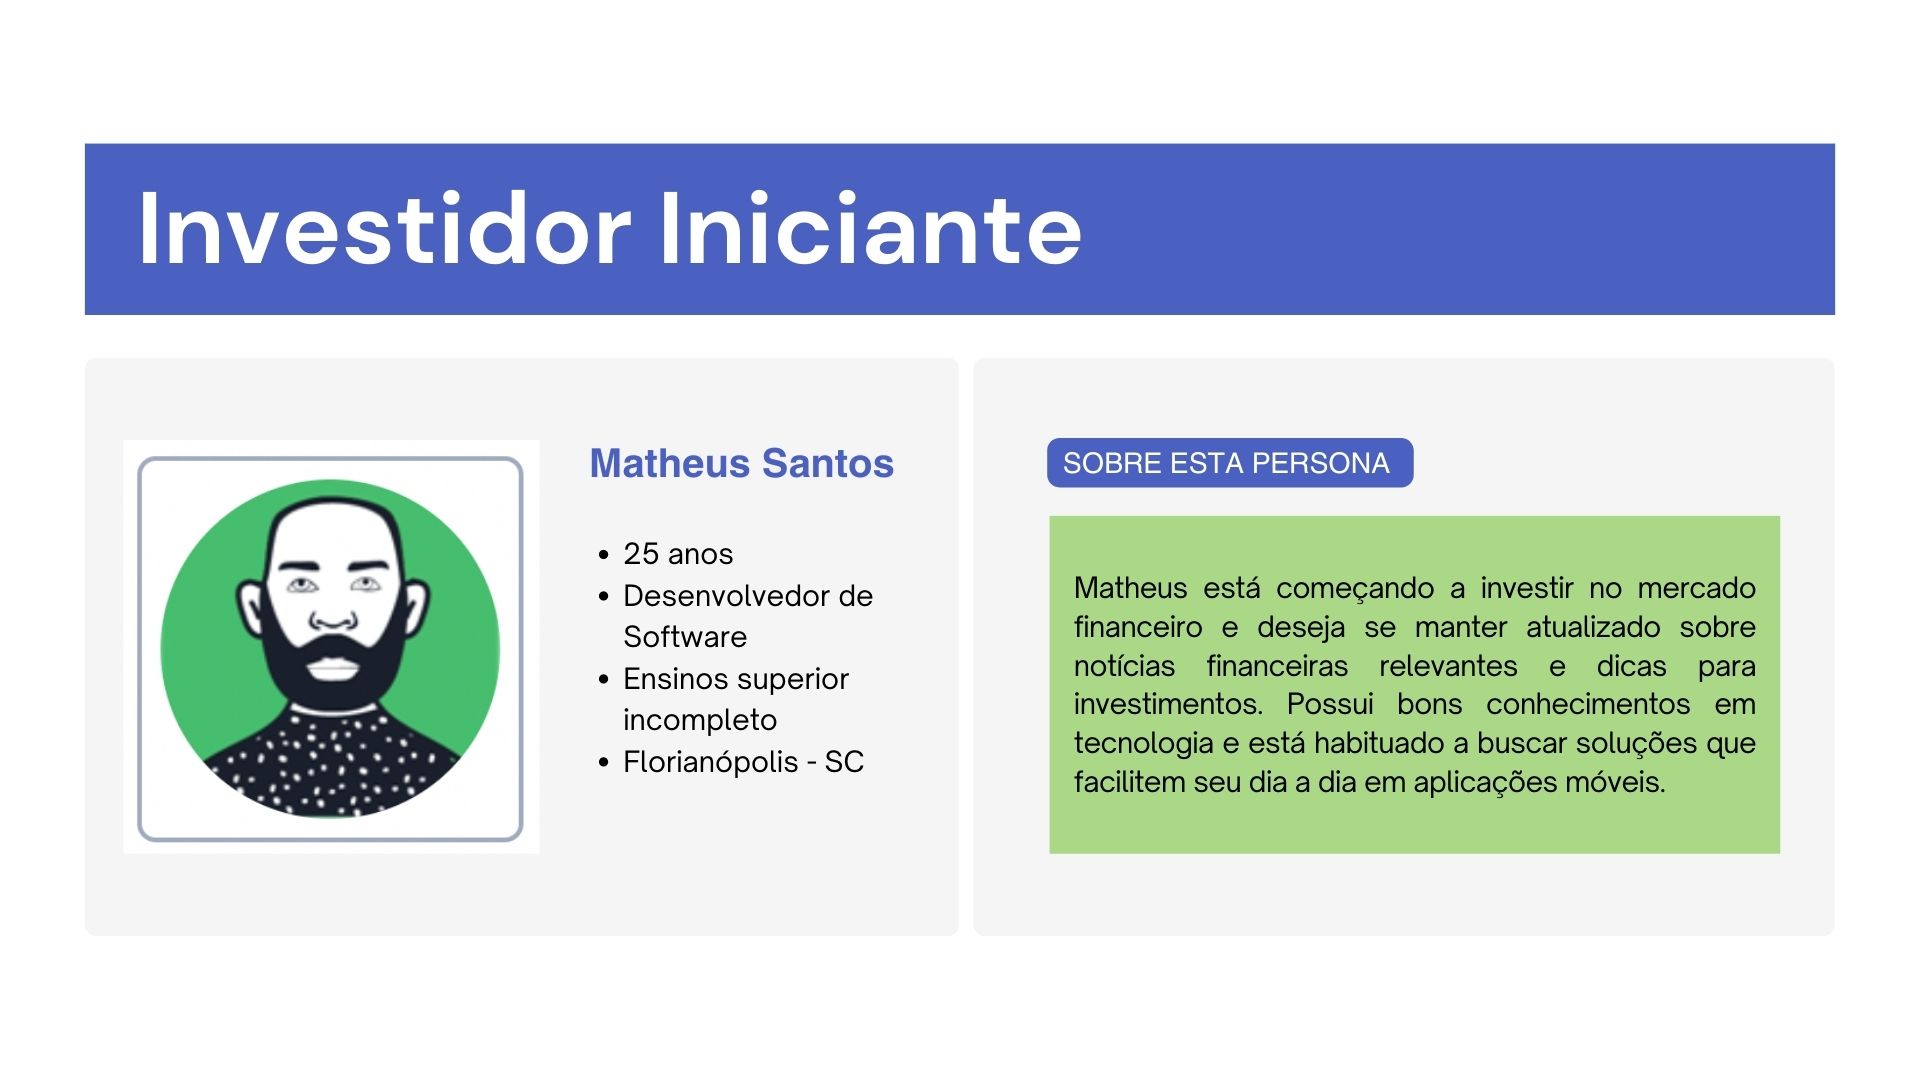 Investidor Iniciante
Matheus Santos
• 25 anos
• Desenvolvedor de
Software
• Ensinos superior
incompleto
• Florianópolis - SC
SOBRE ESTA PERSONA
Matheus está começando a investir no mercado
financeiro e deseja se manter atualizado sobre
notícias financeiras relevantes e dicas para
investimentos. Possui bons conhecimentos em
tecnologia e está habituado a buscar soluções que
facilitem seu dia a dia em aplicações móveis.